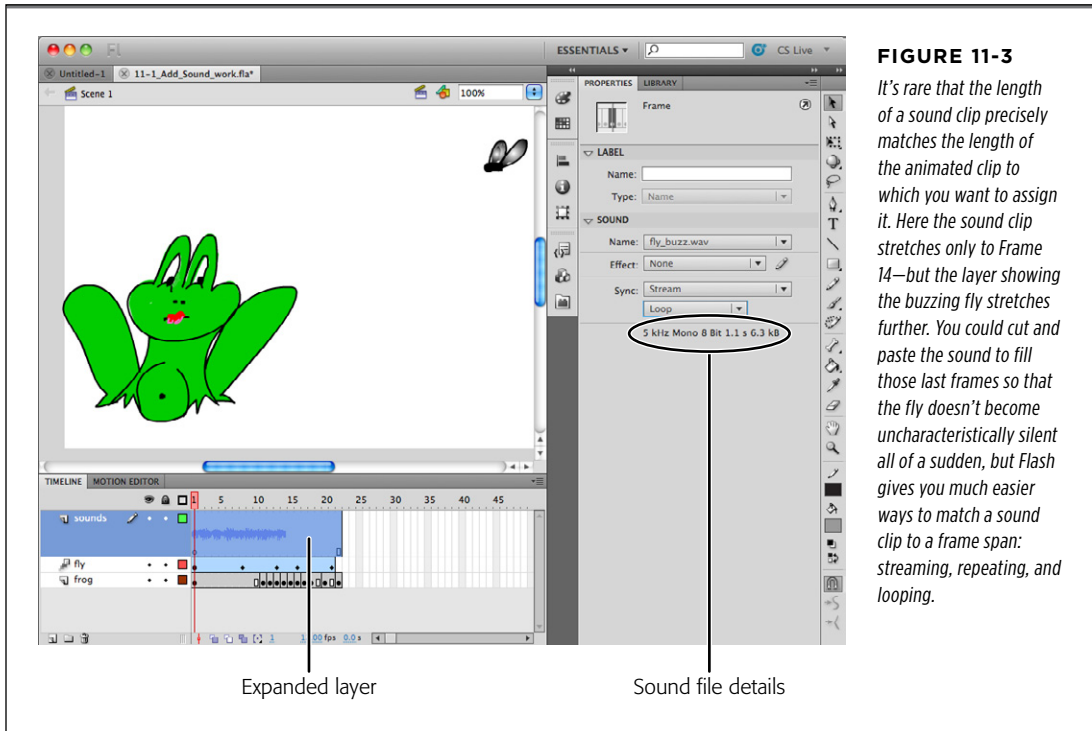 Fl
ESSENTIALS
CS Live
Untitled-1
11-1_Add_Sound_work.fla*
Scene 1
100%
PROPERTIES
LIBRARY
Frame
LABEL
Name:
Type: Name
SOUND
Name: fly_buzz.wav
Effect: None
Sync: Stream
Loop
5 kHz Mono 8 Bit 1.1 s 6.3 kB
TIMELINE
MOTION EDITOR
1 5 10 15 20 25 30 35 40 45
sounds
fly
frog
1
00 fps
0.0 s
Expanded layer
Sound file details
FIGURE 11-3
It’s rare that the length
of a sound clip precisely
matches the length of
the animated clip to
which you want to assign
it. Here the sound clip
stretches only to Frame
14—but the layer showing
the buzzing fly stretches
further. You could cut and
paste the sound to fill
those last frames so that
the fly doesn’t become
uncharacteristically silent
all of a sudden, but Flash
gives you much easier
ways to match a sound
clip to a frame span:
streaming, repeating, and
looping.